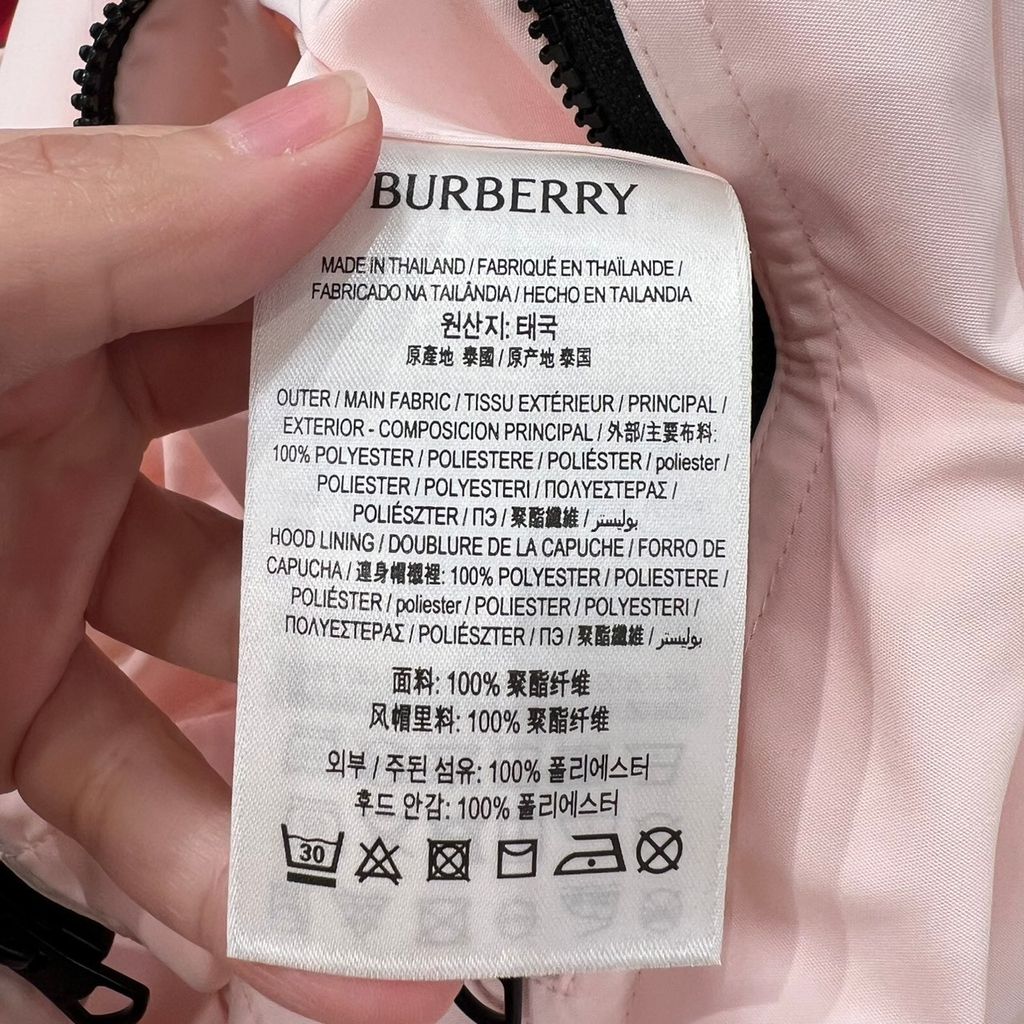 BURBERRY
MADE IN THAILAND / FABRIQUÉ EN THAÏLANDE /
FABRICADO NA TAILÂNDIA / HECHO EN TAILANDIA
원산지: 태국
原產地 泰國 / 原产地 泰国
OUTER / MAIN FABRIC / TISSU EXTÉRIEUR / PRINCIPAL /
EXTERIOR - COMPOSICION PRINCIPAL / 外部/主要布料:
100% POLYESTER / POLIESTERE / POLIÉSTER / poliester /
POLIESTER / POLYESTERI / ΠΟΛΥΕΣΤΕΡΑΣ /
POLIÉSZTER / ПЭ / 聚酯纖維 / بوليستر
HOOD LINING / DOUBLURE DE LA CAPUCHE / FORRO DE
CAPUCHA / 連身帽襯裡: 100% POLYESTER / POLIESTERE /
POLIÉSTER / poliester / POLIESTER / POLYESTERI /
ΠΟΛΥΕΣΤΕΡΑΣ / POLIÉSZTER / ПЭ / 聚酯纖維 / بوليستر
面料: 100% 聚酯纤维
风帽里料: 100% 聚酯纤维
외부 / 주된 섬유: 100% 폴리에스터
후드 안감: 100% 폴리에스터
30